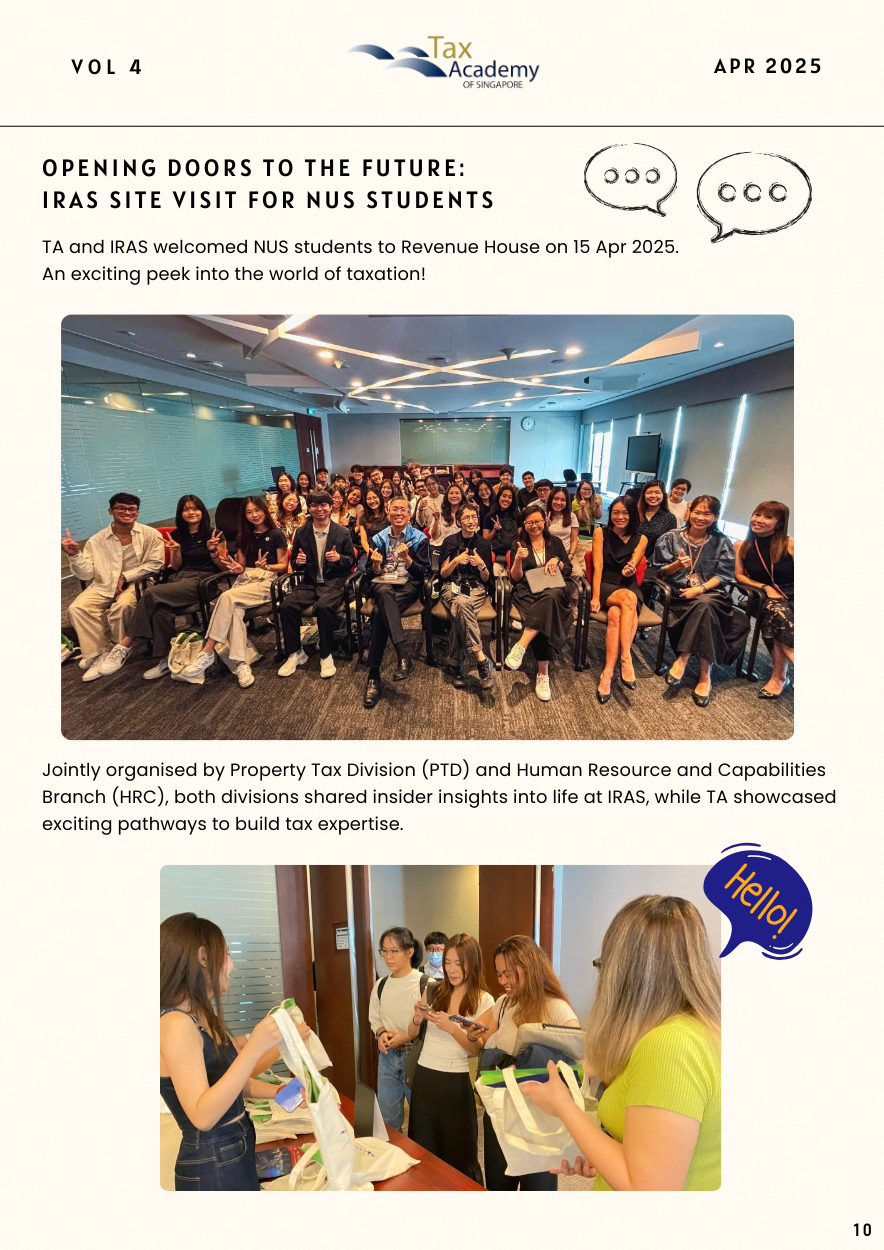 VOL 4
Tax
Academy
OF SINGAPORE
APR 2025
OPENING DOORS TO THE FUTURE:
IRAS SITE VISIT FOR NUS STUDENTS
TA and IRAS welcomed NUS students to Revenue House on 15 Apr 2025.
An exciting peek into the world of taxation!
Jointly organised by Property Tax Division (PTD) and Human Resource and Capabilities
Branch (HRC), both divisions shared insider insights into life at IRAS, while TA showcased
exciting pathways to build tax expertise.
Hello!
10